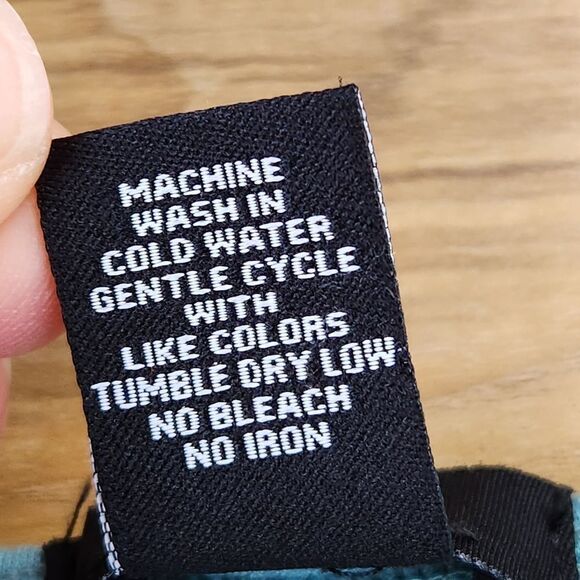 MACHINE
WASH IN
COLD WATER
GENTLE CYCLE
WITH
LIKE COLORS
TUMBLE DRY LOW
NO BLEACH
NO IRON